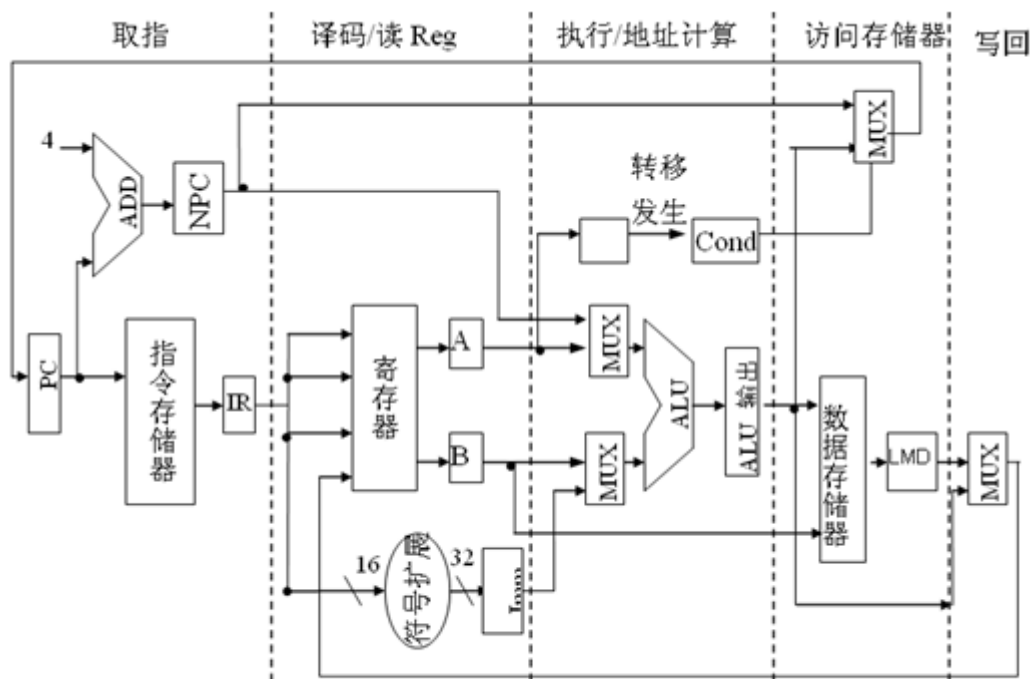 取指
译码/读 Reg
执行/地址计算
访问存储器
写回
4
ADD
NPC
MUX
转移
发生
Cond
PC
指令存储器
IR
寄存器
A
B
MUX
MUX
ALU
ALU 输出
数据存储器
LMD
MUX
16
符号扩展
32
Imm